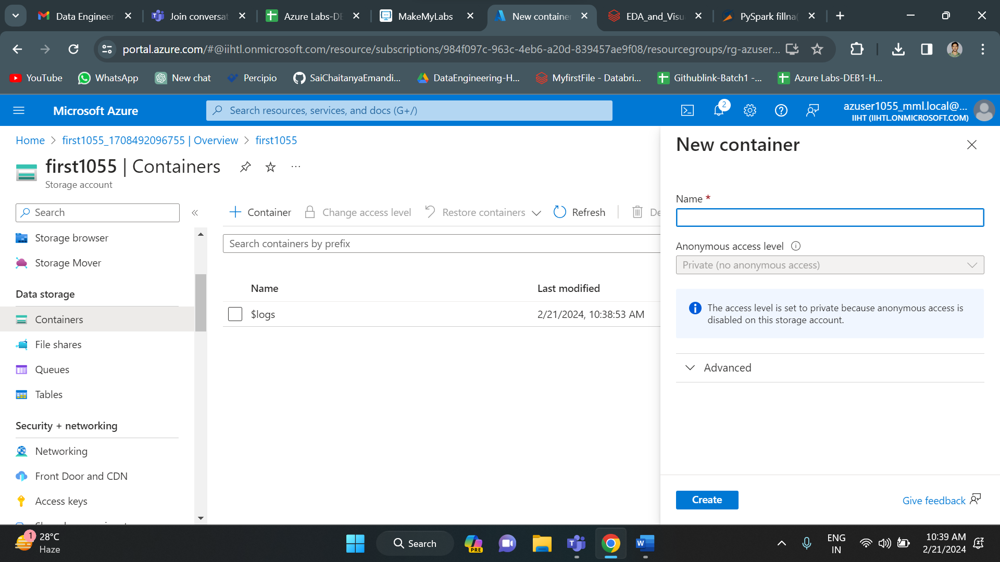 Data Engineer
Join conversat
Azure Labs-DE
MakeMyLabs
New container
EDA_and_Visu
PySpark fillna(
portal.azure.com/#@iihtl.onmicrosoft.com/resource/subscriptions/984f097c-963c-4eb6-a20d-839457ae9f08/resourcegroups/rg-azuser...
YouTube
WhatsApp
New chat
Percipio
SaiChaitanyaEmandi...
DataEngineering-H...
MyfirstFile - Databri...
Githublink-Batch1 -...
Azure Labs-DEB1-H...
Microsoft Azure
Search resources, services, and docs (G+/)
2
azuser1055_mml.local@...
IIHT (IIHTL.ONMICROSOFT.COM)
Home > first1055_1708492096755 | Overview > first1055
first1055 | Containers
...
Storage account
Search
Storage browser
Storage Mover
Data storage
Containers
File shares
Queues
Tables
Security + networking
Networking
Front Door and CDN
Access keys
Container
Change access level
Restore containers
Refresh
De
Search containers by prefix
Name
Last modified
$logs
2/21/2024, 10:38:53 AM
New container
Name *
Anonymous access level
Private (no anonymous access)
The access level is set to private because anonymous access is
disabled on this storage account.
Advanced
Create
Give feedback
1
28°C
Haze
Search
PRE
ENG
IN
10:39 AM
2/21/2024